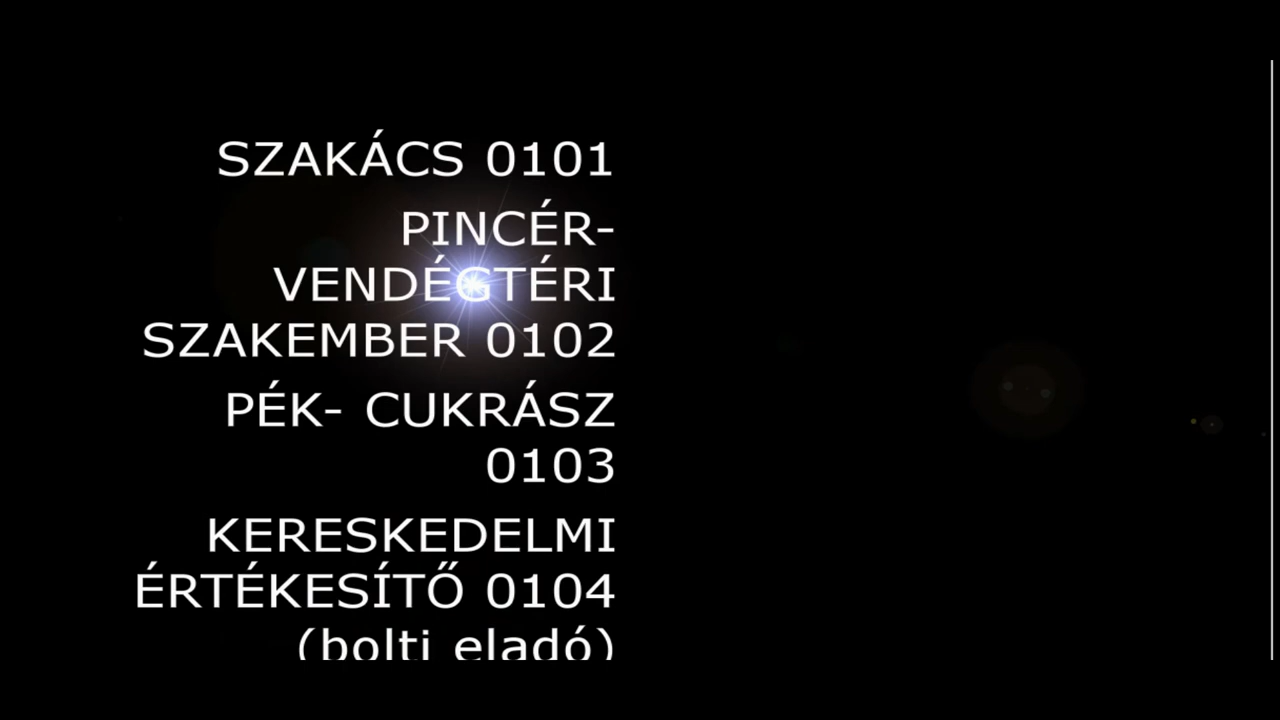 SZAKÁCS 0101
PINCÉR-
VENDÉGTÉRI
SZAKEMBER 0102
PÉK- CUKRÁSZ
0103
KERESKEDELMI
ÉRTÉKESÍTŐ 0104
(bolti eladó)